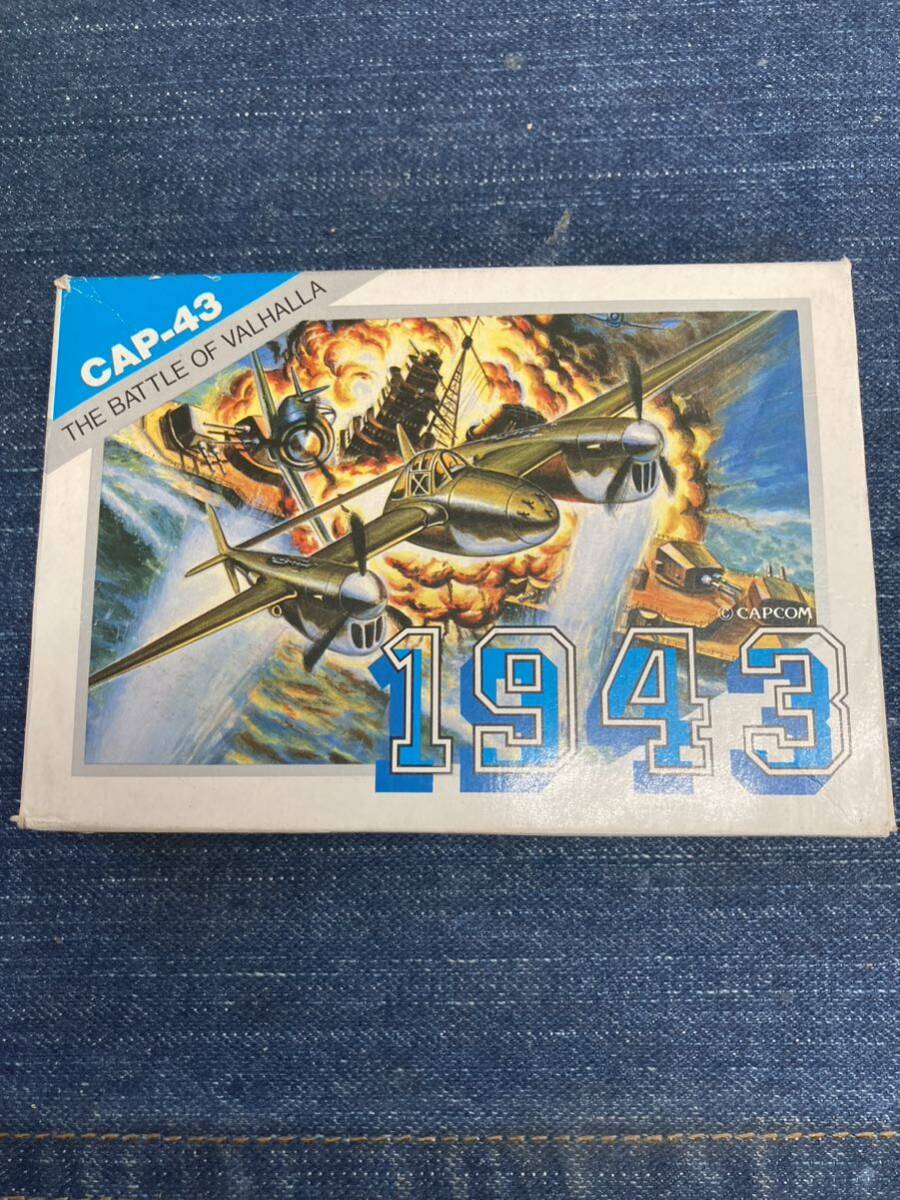 CAP-43
THE BATTLE OF VALHALLA
© CAPCOM
1943